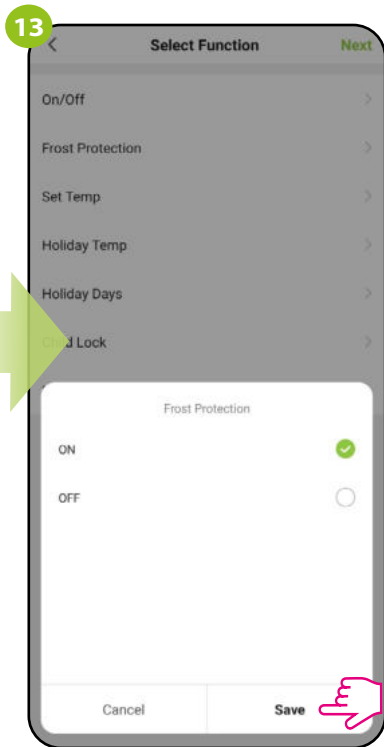 13
Select Function Next
On/Off
Frost Protection
Set Temp
Holiday Temp
Holiday Days
Lock
Frost Protection
ON
OFF
Cancel Save